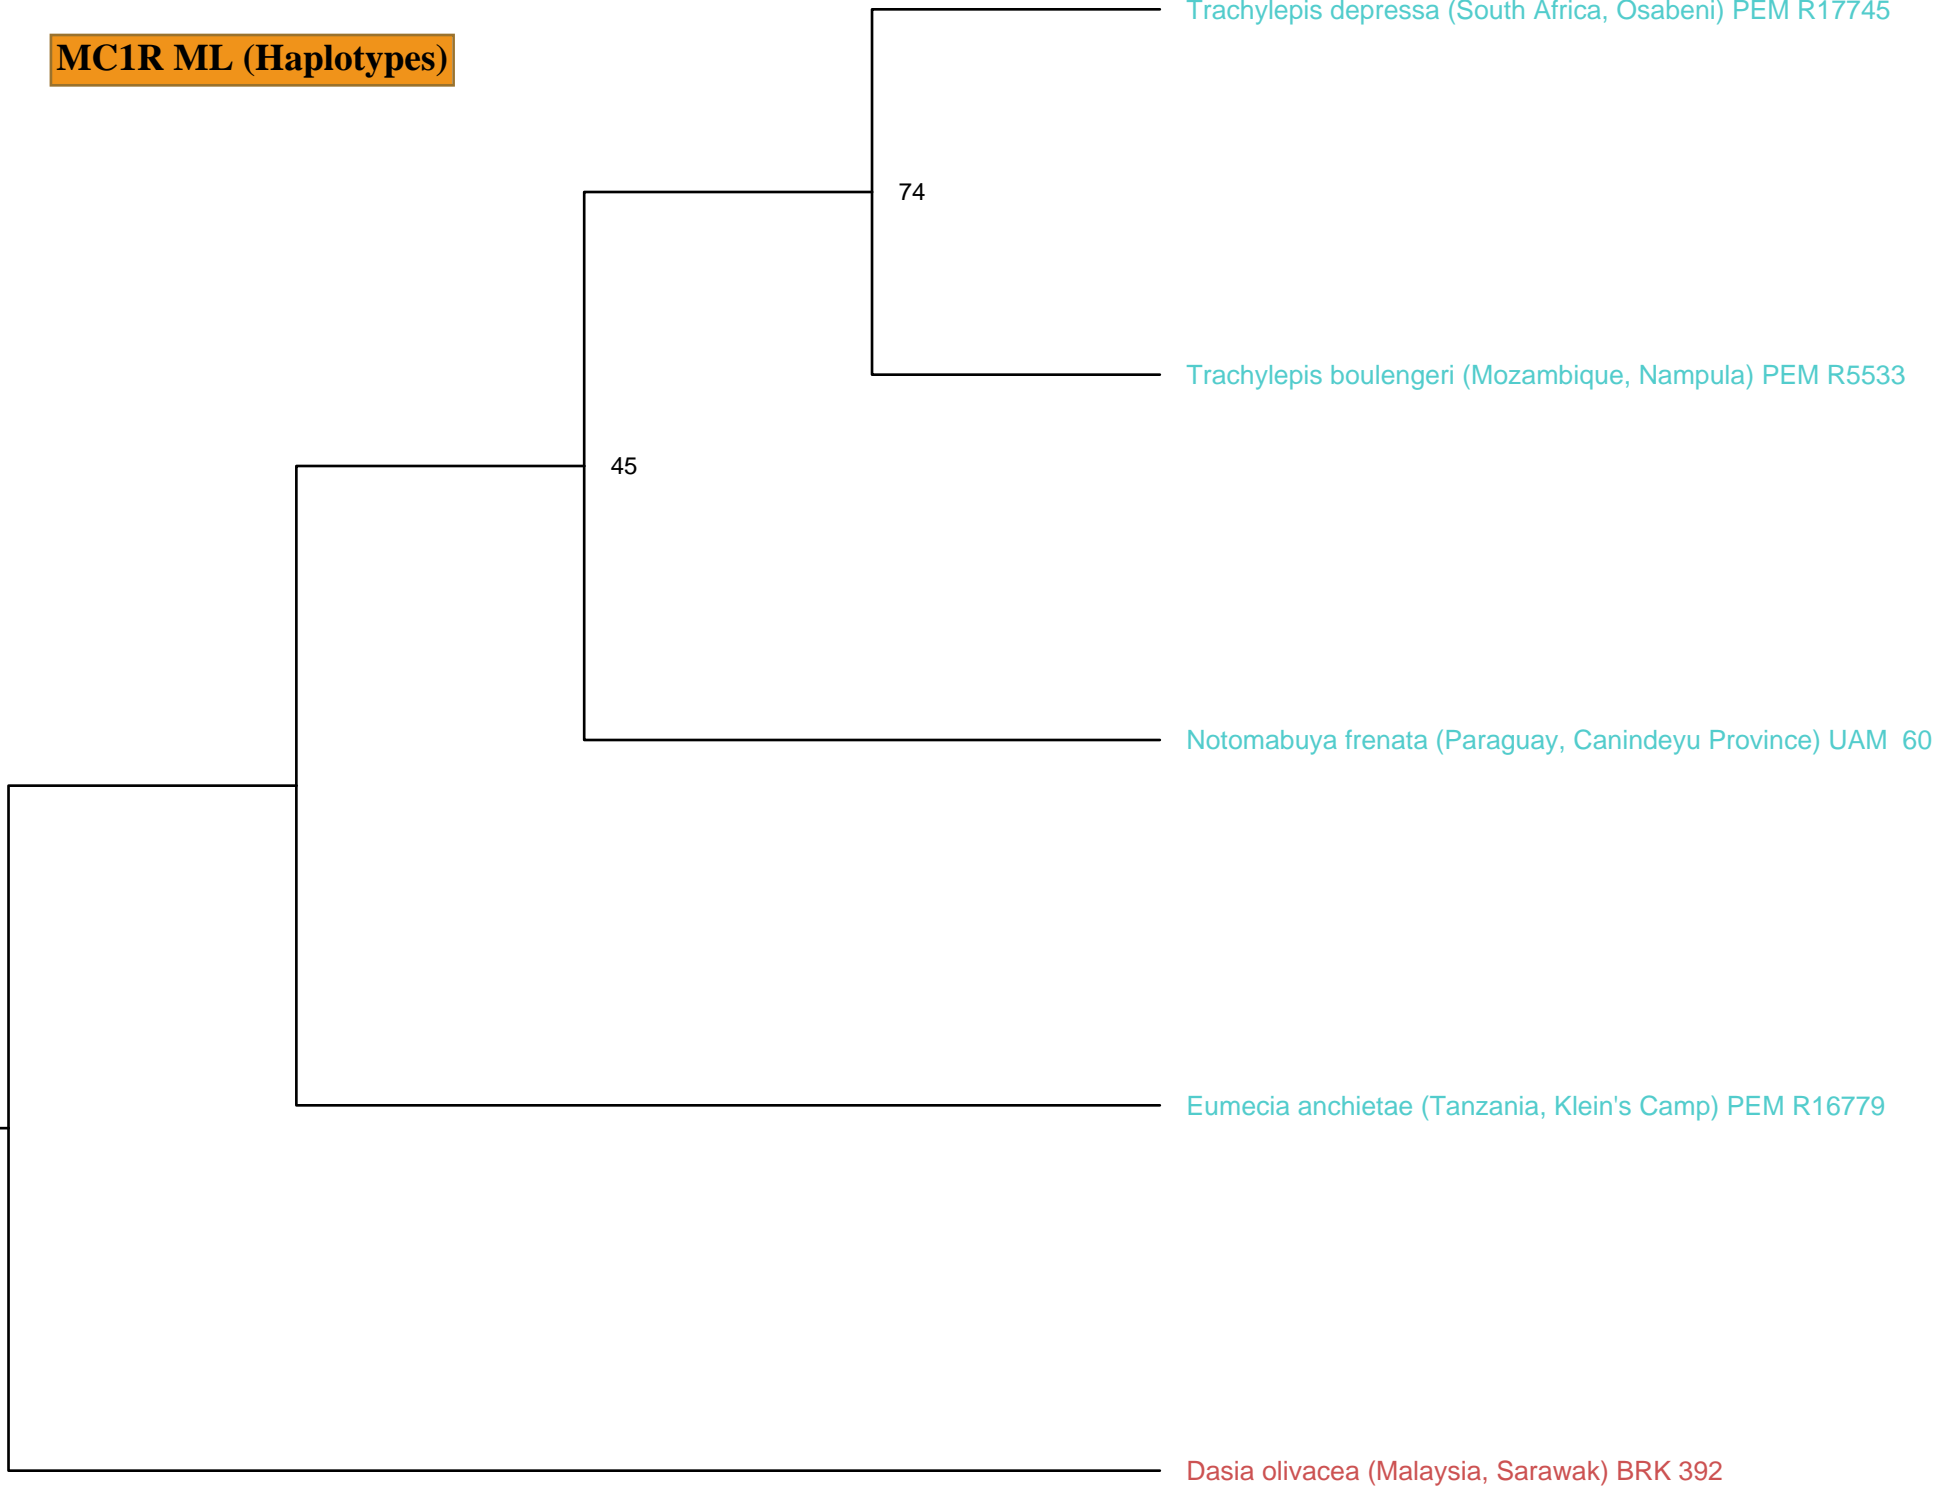 Trachylepis depressa (South Africa, Osabeni) PEM R17745
MC1R ML (Haplotypes)
74
Trachylepis boulengeri (Mozambique, Nampula) PEM R5533
45
Notomabuya frenata (Paraguay, Canindeyu Province) UAM  60
Eumecia anchietae (Tanzania, Klein's Camp) PEM R16779
Dasia olivacea (Malaysia, Sarawak) BRK 392